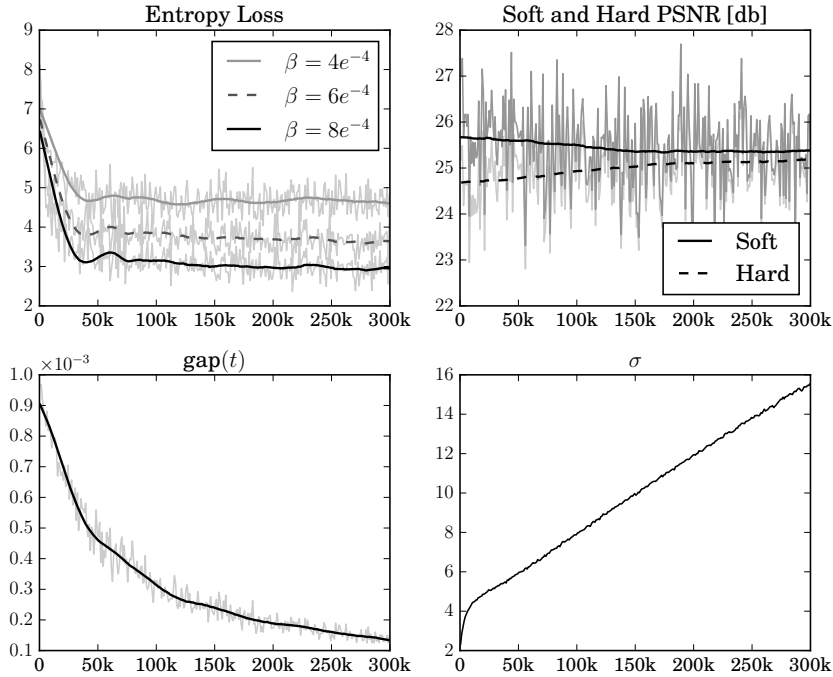 Entropy Loss
9
8
7
6
5
4
3
2
0 50k 100k 150k 200k 250k 300k
β = 4e⁻⁴
β = 6e⁻⁴
β = 8e⁻⁴
Soft and Hard PSNR [db]
28
27
26
25
24
23
22
0 50k 100k 150k 200k 250k 300k
Soft
Hard
gap(t)
×10⁻³
1.0
0.9
0.8
0.7
0.6
0.5
0.4
0.3
0.2
0.1
0 50k 100k 150k 200k 250k 300k
σ
16
14
12
10
8
6
4
2
0 50k 100k 150k 200k 250k 300k